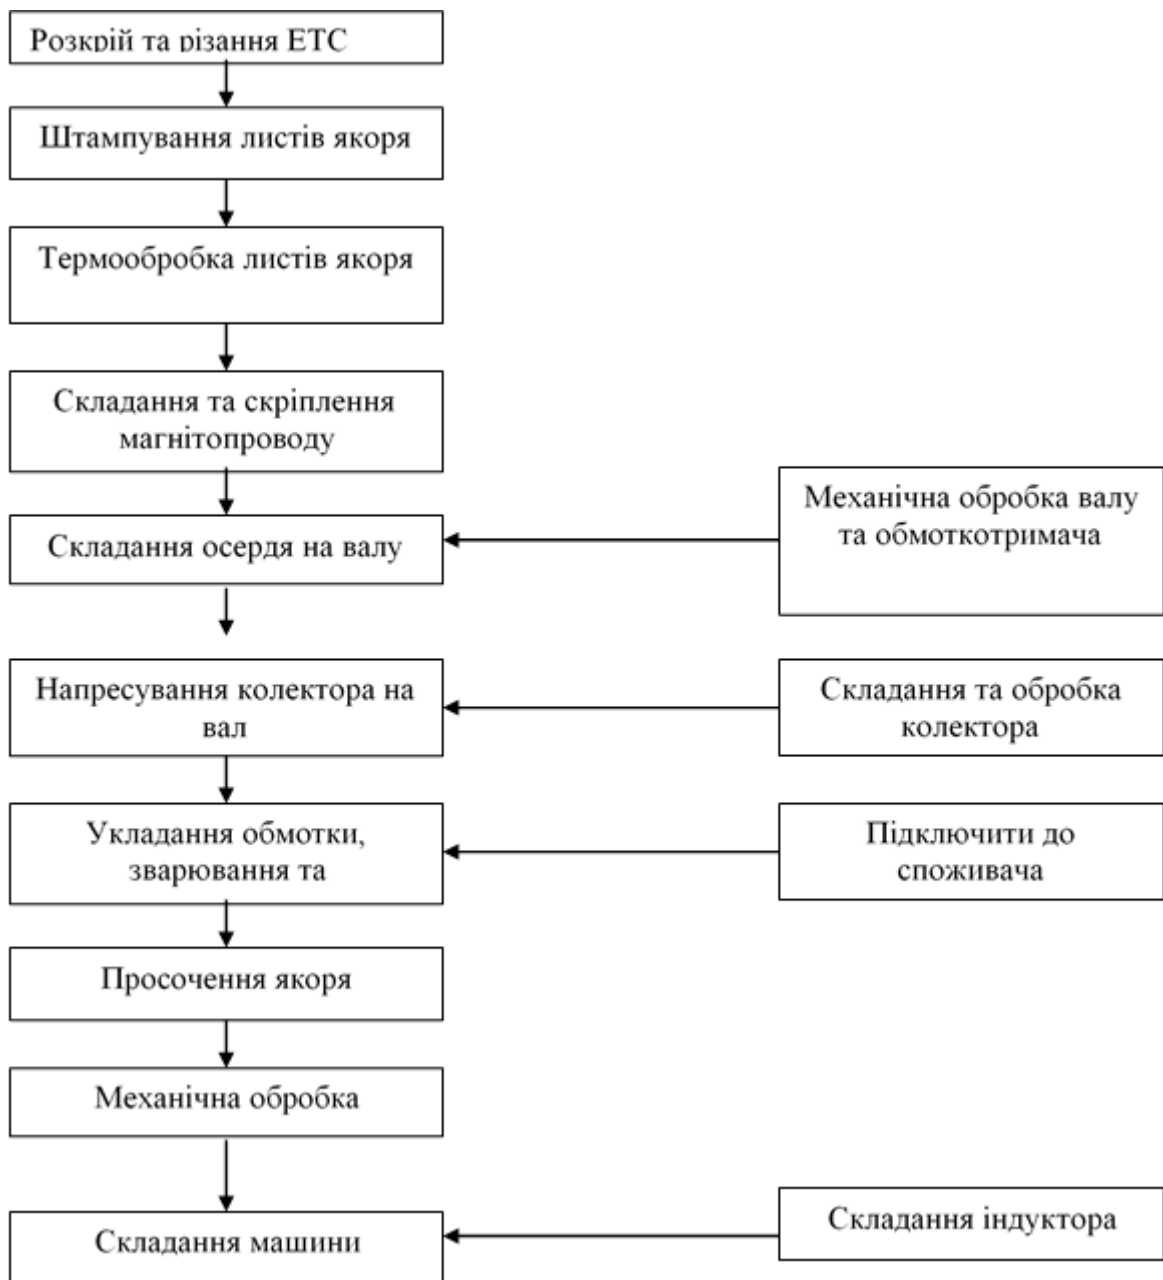 Розкрій та різання ЕТС
Штампування листів якоря
Термообробка листів якоря
Складання та скріплення
магнітопроводу
Складання осердя на валу
Механічна обробка валу
та обмоткотримача
Напресування колектора на
вал
Складання та обробка
колектора
Укладання обмотки,
зварювання та
Підключити до
споживача
Просочення якоря
Механічна обробка
Складання машини
Складання індуктора